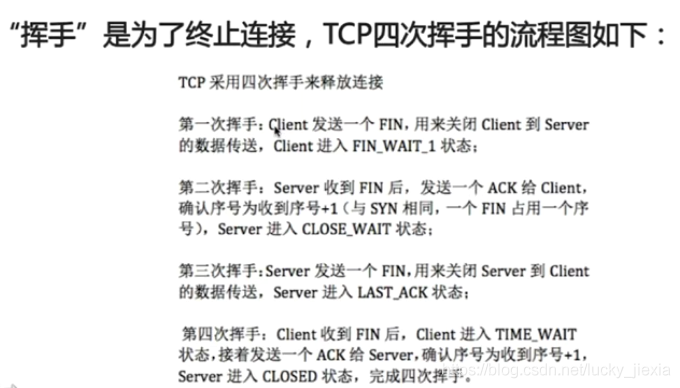 “挥手”是为了终止连接，TCP四次挥手的流程图如下：
TCP 采用四次挥手来释放连接
第一次挥手：Client 发送一个 FIN，用来关闭 Client 到 Server
的数据传送，Client 进入 FIN_WAIT_1 状态；
第二次挥手：Server 收到 FIN 后，发送一个 ACK 给 Client，
确认序号为收到序号+1（与 SYN 相同，一个 FIN 占用一个序
号），Server 进入 CLOSE_WAIT 状态；
第三次挥手：Server 发送一个 FIN，用来关闭 Server 到 Client
的数据传送，Server 进入 LAST_ACK 状态；
第四次挥手：Client 收到 FIN 后，Client 进入 TIME_WAIT
状态，接着发送一个 ACK 给 Server，确认序号为收到序号+1，
Server 进入 CLOSED 状态，完成四次挥手。
https://blog.csdn.net/lucky_jiexia